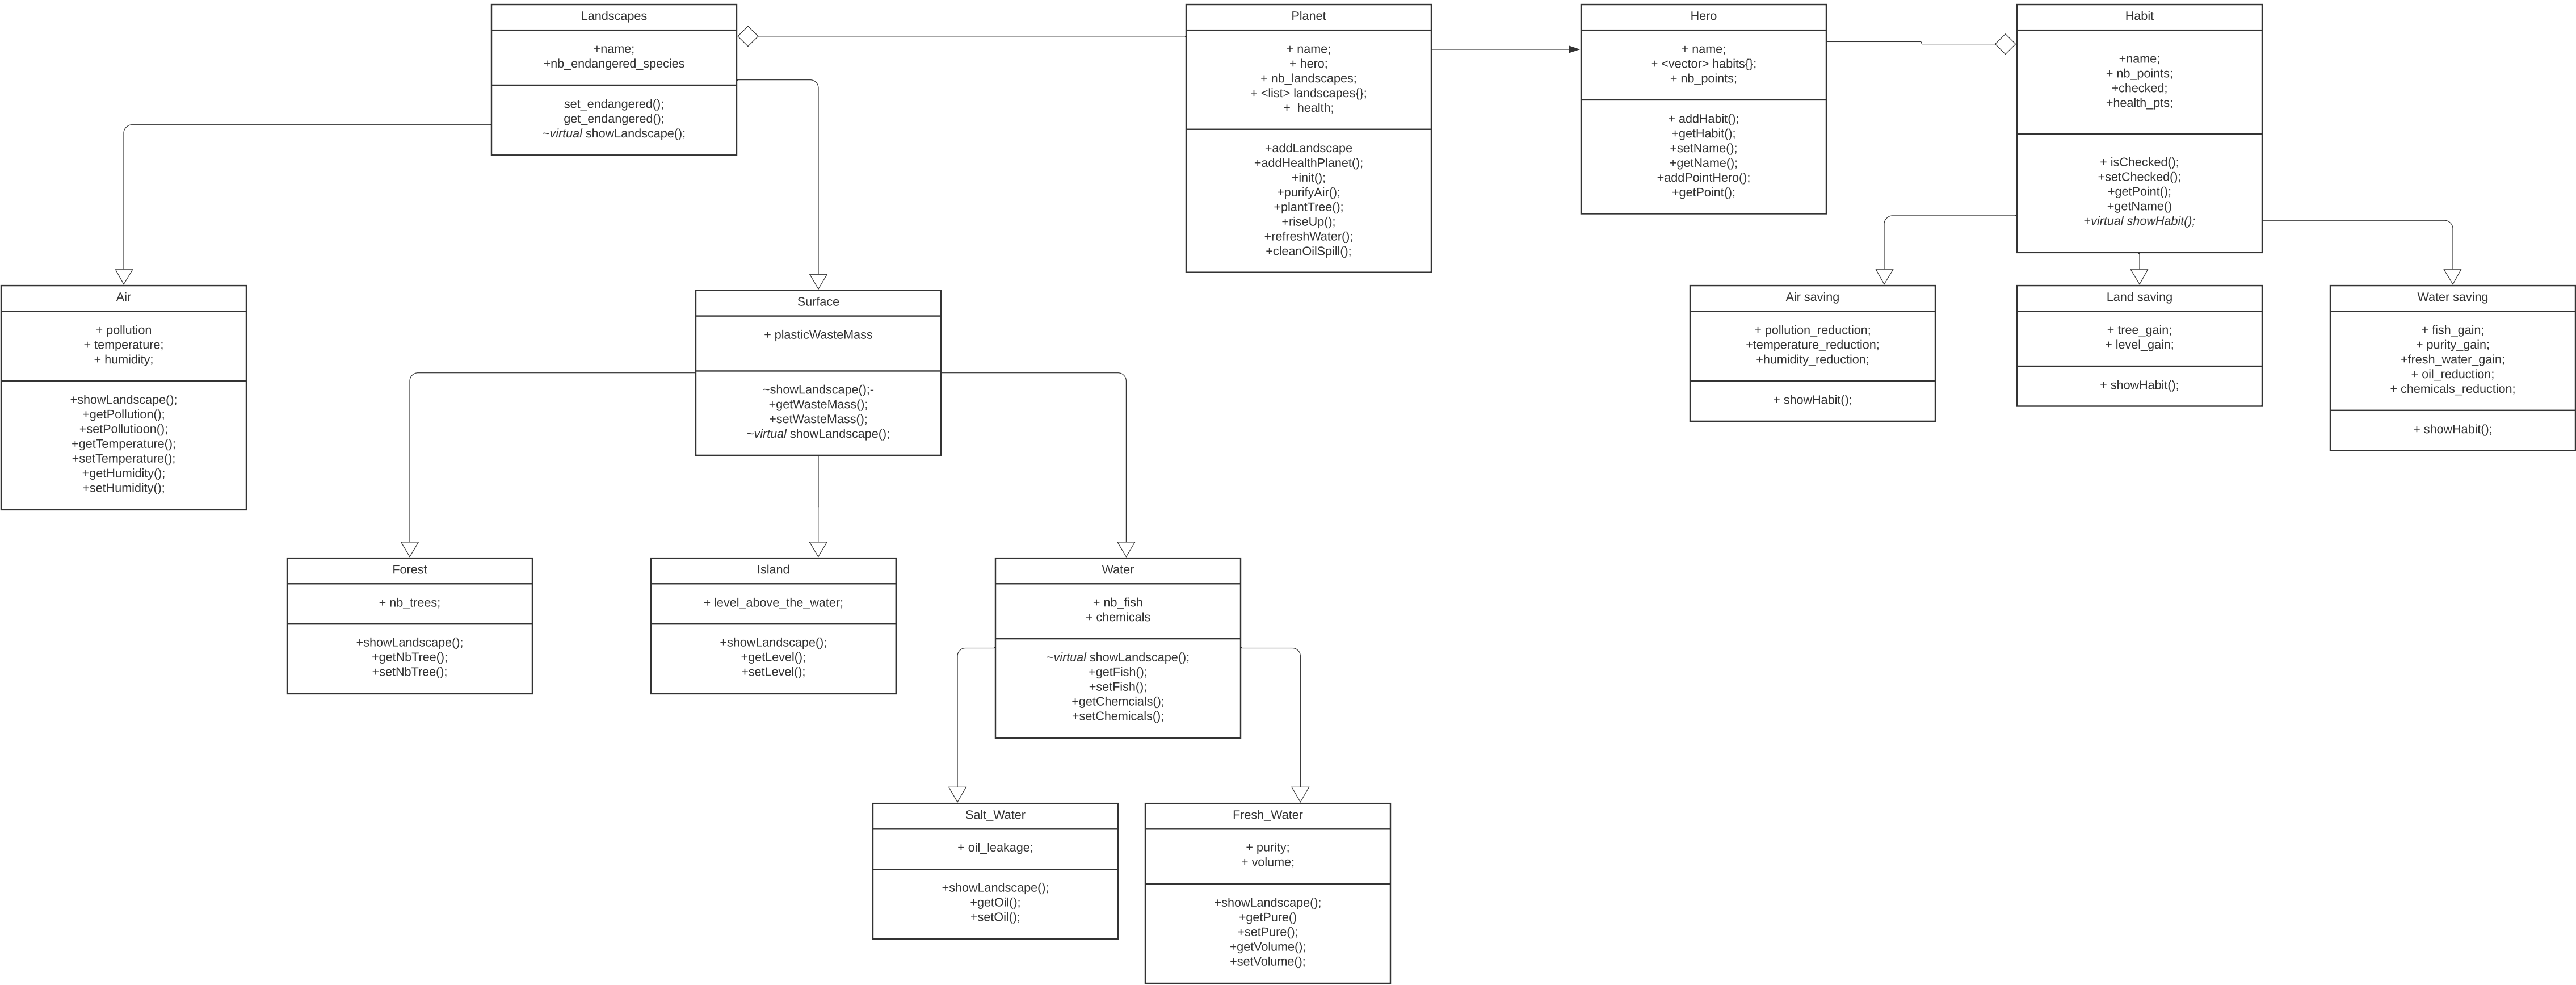 Landscapes
+name;
+nb_endangered_species
set_endangered();
get_endangered();
~virtual showLandscape();
Planet
+ name;
+ hero;
+ nb_landscapes;
+ <list> landscapes{};
+  health;
+addLandscape
+addHealthPlanet();
+init();
+purifyAir();
+plantTree();
+riseUp();
+refreshWater();
+cleanOilSpill();
Hero
+ name;
+ <vector> habits{};
+ nb_points;
+ addHabit();
+getHabit();
+setName();
+getName();
+addPointHero();
+getPoint();
Habit
+name;
+ nb_points;
+checked;
+health_pts;
+ isChecked();
+setChecked();
+getPoint();
+getName()
+virtual showHabit();
Air
+ pollution
+ temperature;
+ humidity;
+showLandscape();
+getPollution();
+setPollutioon();
+getTemperature();
+setTemperature();
+getHumidity();
+setHumidity();
Surface
+ plasticWasteMass
~showLandscape();-
+getWasteMass();
+setWasteMass();
~virtual showLandscape();
Air saving
+ pollution_reduction;
+temperature_reduction;
+humidity_reduction;
+ showHabit();
Land saving
+ tree_gain;
+ level_gain;
+ showHabit();
Water saving
+ fish_gain;
+ purity_gain;
+fresh_water_gain;
+ oil_reduction;
+ chemicals_reduction;
+ showHabit();
Forest
+ nb_trees;
+showLandscape();
+getNbTree();
+setNbTree();
Island
+ level_above_the_water;
+showLandscape();
+getLevel();
+setLevel();
Water
+ nb_fish
+ chemicals
~virtual showLandscape();
+getFish();
+setFish();
+getChemcials();
+setChemicals();
Salt_Water
+ oil_leakage;
+showLandscape();
+getOil();
+setOil();
Fresh_Water
+ purity;
+ volume;
+showLandscape();
+getPure()
+setPure();
+getVolume();
+setVolume();